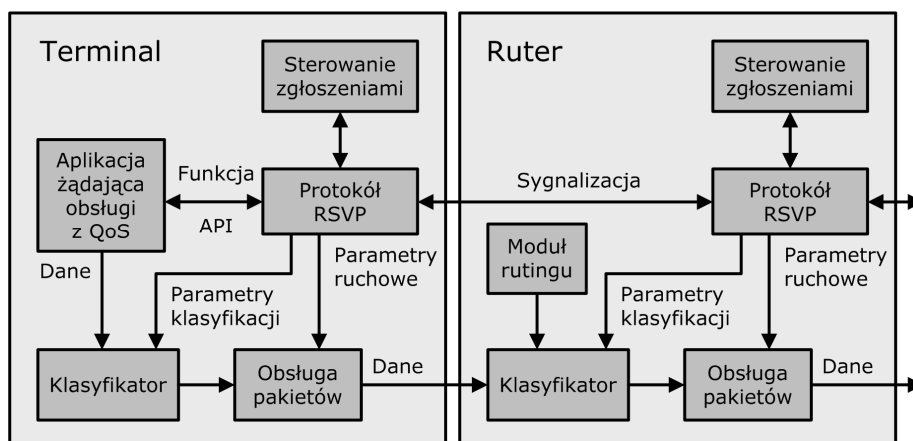 Terminal
Sterowanie
zgłoszeniami
Aplikacja
żądająca
obsługi
z QoS
Funkcja
API
Protokół
RSVP
Dane
Parametry
klasyfikacji
Parametry
ruchowe
Klasyfikator
Obsługa
pakietów
Dane
Sygnalizacja
Ruter
Sterowanie
zgłoszeniami
Protokół
RSVP
Moduł
rutingu
Parametry
klasyfikacji
Parametry
ruchowe
Klasyfikator
Obsługa
pakietów
Dane